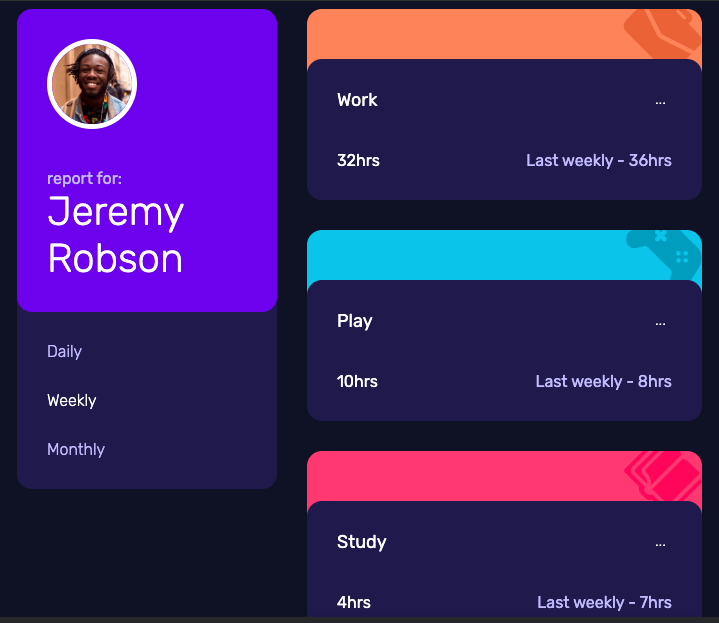 report for:
Jeremy
Robson
Daily
Weekly
Monthly
Work
...
32hrs
Last weekly - 36hrs
Play
...
10hrs
Last weekly - 8hrs
Study
...
4hrs
Last weekly - 7hrs